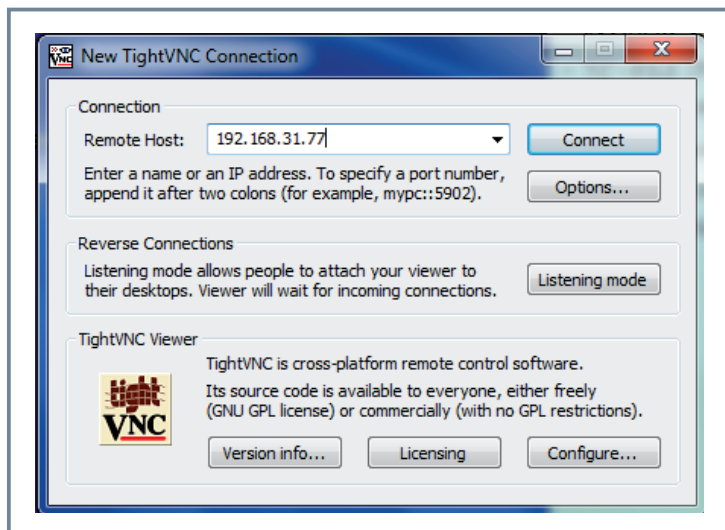 VNC New TightVNC Connection
Connection
Remote Host: 192.168.31.77 Connect
Enter a name or an IP address. To specify a port number,
append it after two colons (for example, mypc::5902).
Options...
Reverse Connections
Listening mode allows people to attach your viewer to
their desktops. Viewer will wait for incoming connections.
Listening mode
TightVNC Viewer
tight
VNC
TightVNC is cross-platform remote control software.
Its source code is available to everyone, either freely
(GNU GPL license) or commercially (with no GPL restrictions).
Version info... Licensing Configure...